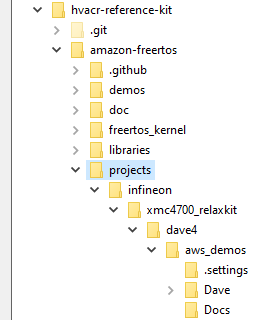 hvacr-reference-kit
.git
amazon-freertos
.github
demos
doc
freertos_kernel
libraries
projects
infineon
xmc4700_relaxkit
dave4
aws_demos
.settings
Dave
Docs